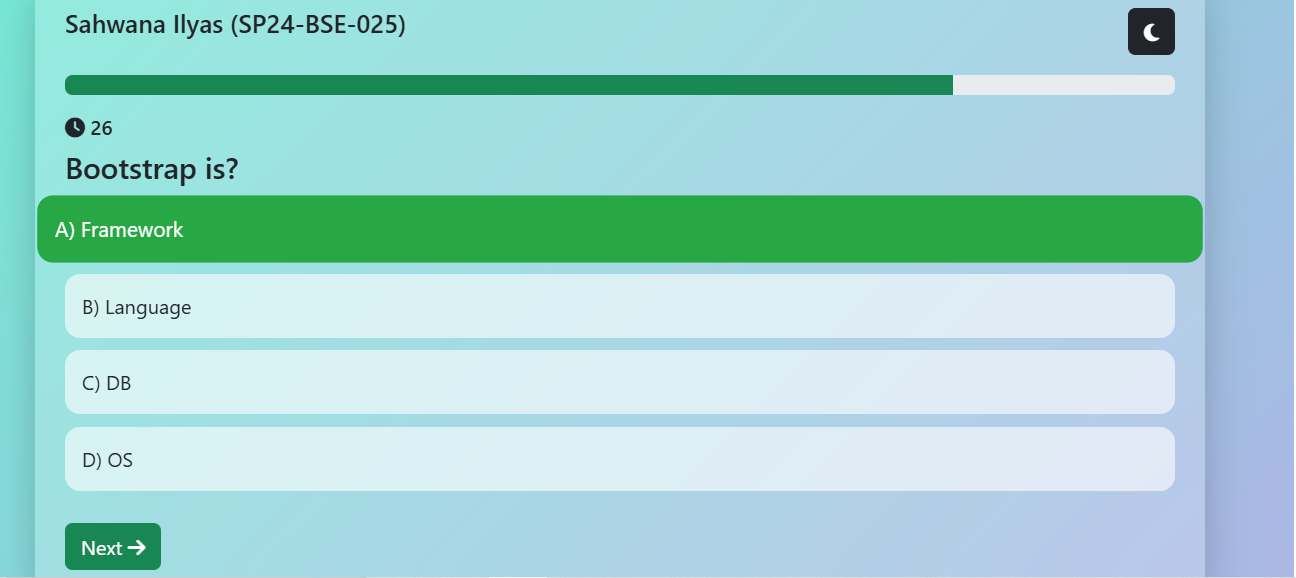 Sahwana Ilyas (SP24-BSE-025)
26
Bootstrap is?
A) Framework
B) Language
C) DB
D) OS
Next →